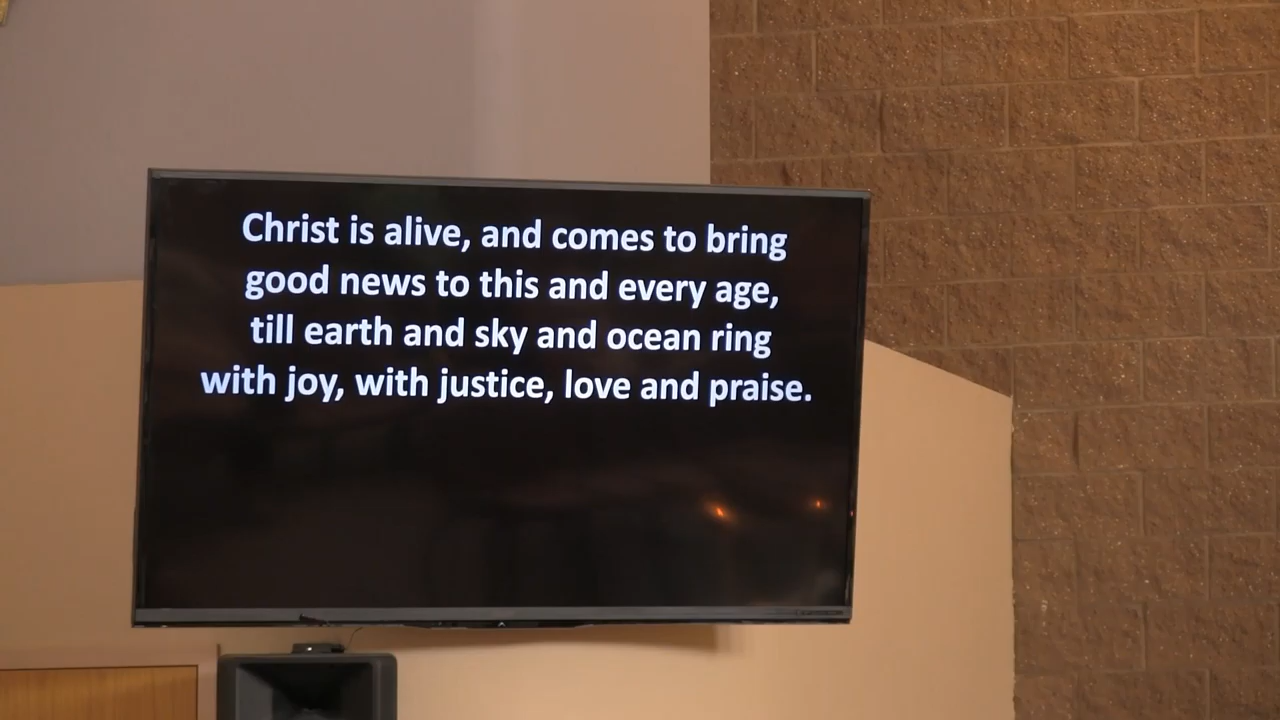 Christ is alive, and comes to bring
good news to this and every age,
till earth and sky and ocean ring
with joy, with justice, love and praise.